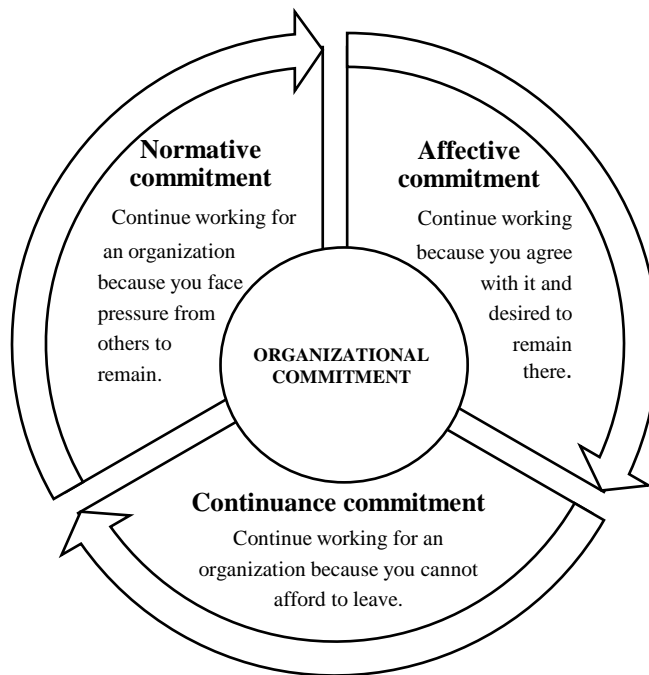 Normative
commitment
Continue working for
an organization
because you face
pressure from
others to
remain.
Affective
commitment
Continue working
because you agree
with it and
desired to
remain
there.
ORGANIZATIONAL
COMMITMENT
Continuance commitment
Continue working for an
organization because you cannot
afford to leave.